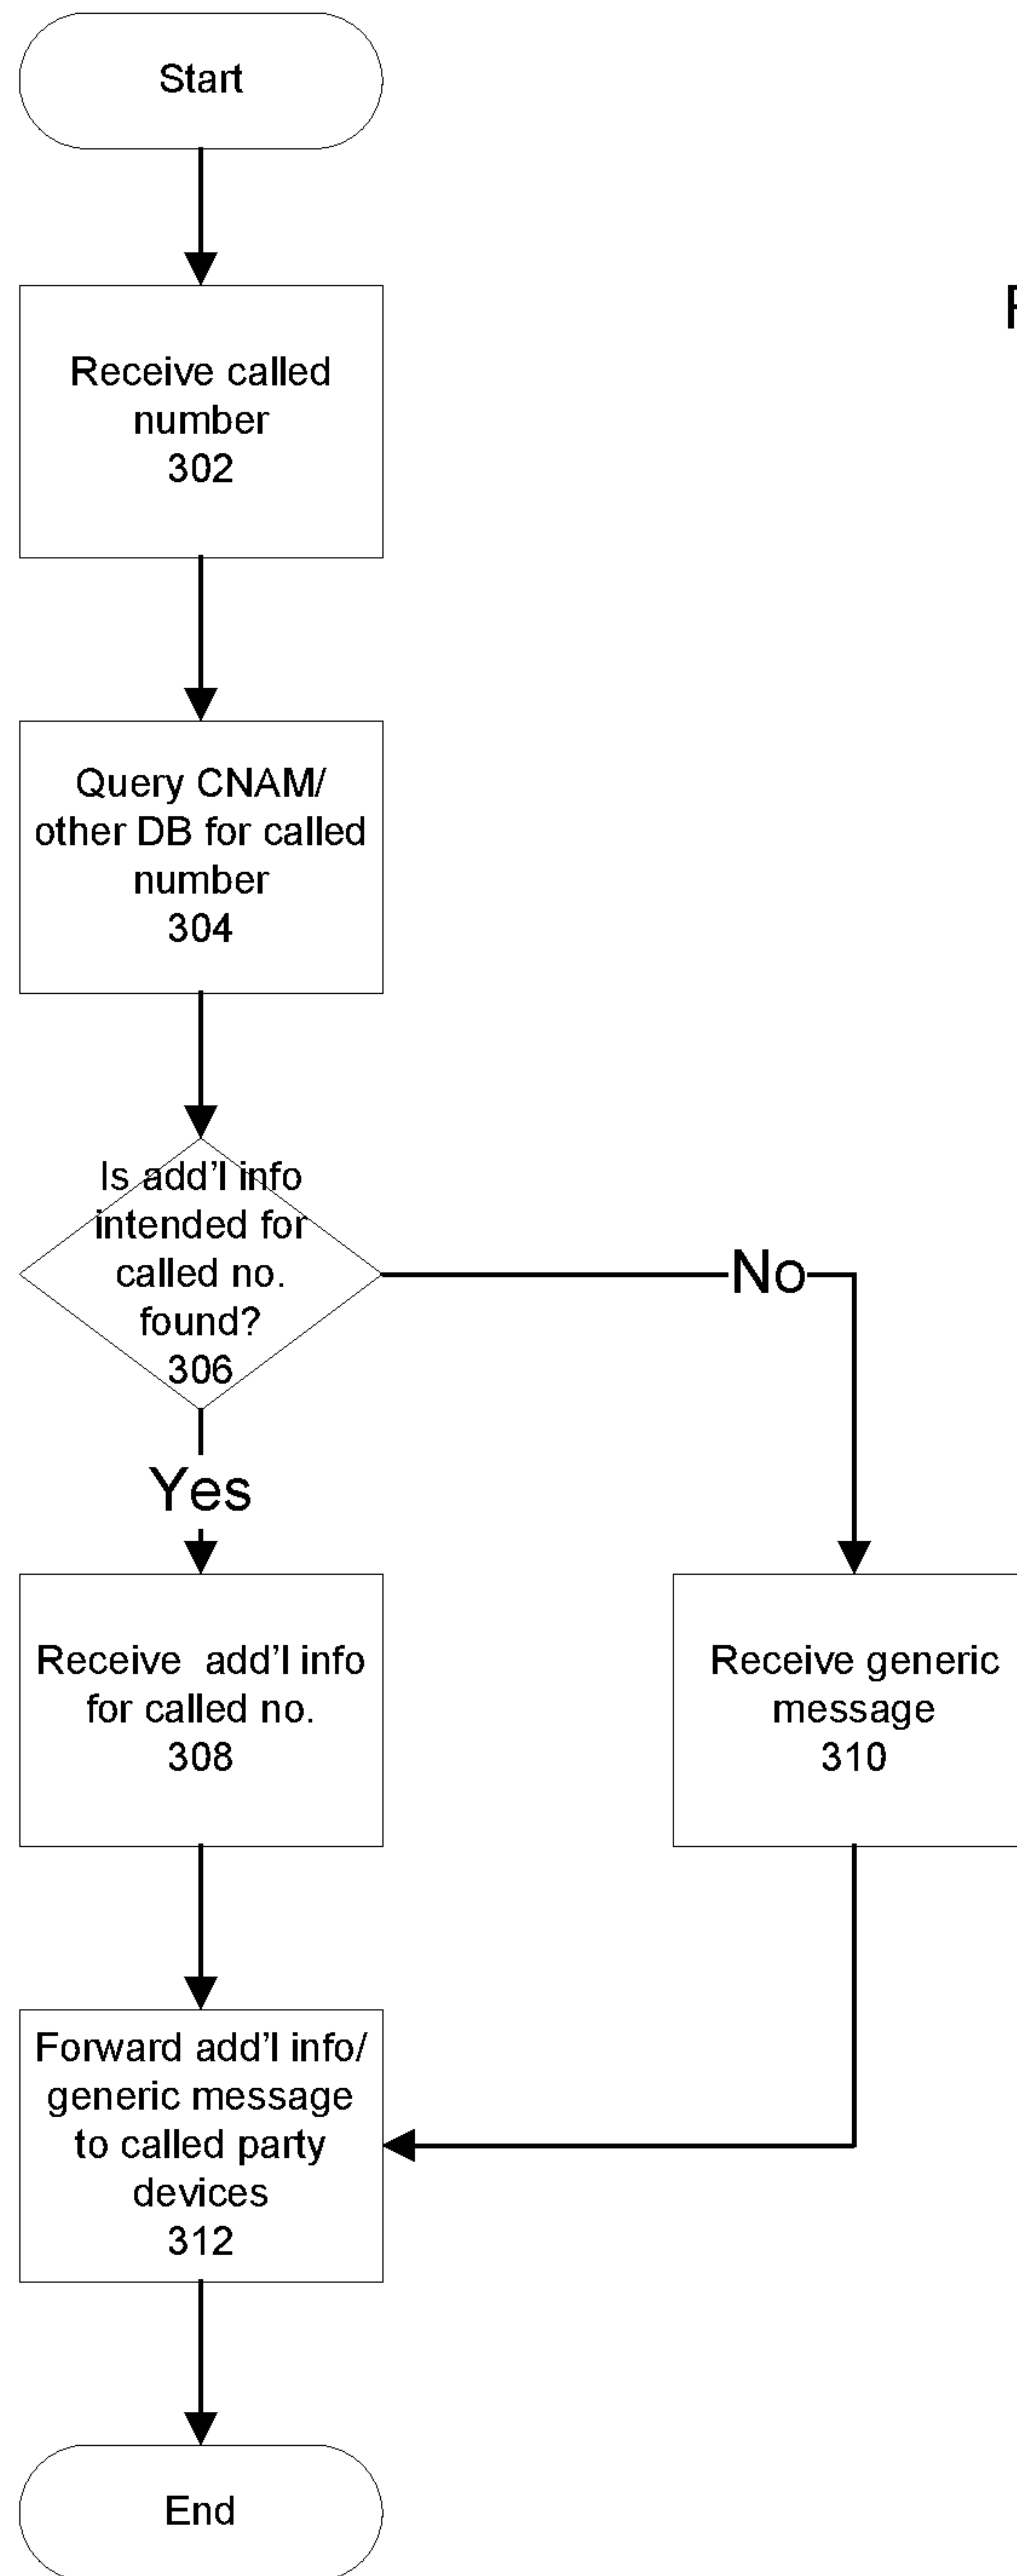 Start
Receive called
number
302
Query CNAM/
other DB for called
number
304
Is add'l info
intended for
called no.
found?
306
No
Yes
Receive add'l info
for called no.
308
Receive generic
message
310
Forward add'l info/
generic message
to called party
devices
312
End